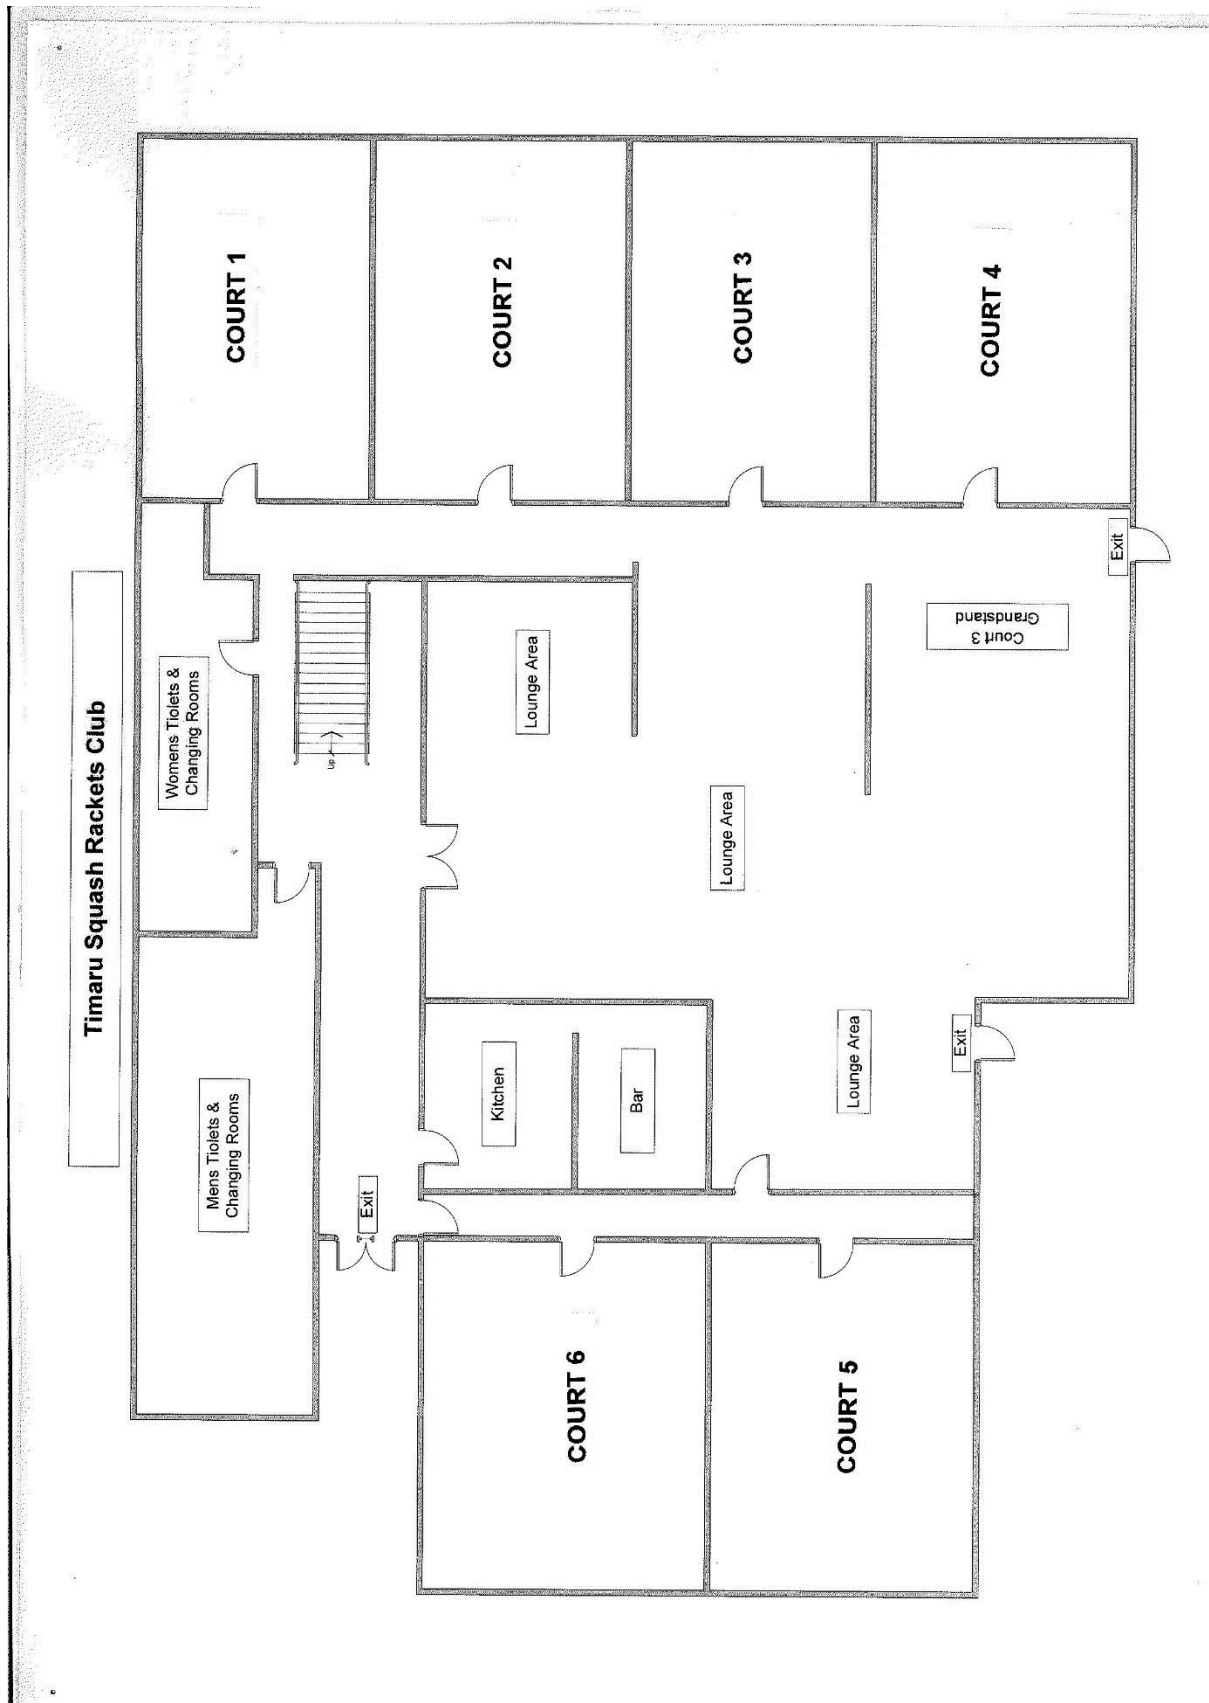 Timaru Squash Rackets Club
Mens Tiolets &
Changing Rooms
Womens Tiolets &
Changing Rooms
COURT 1
Exit
Up
COURT 6
Kitchen
Lounge Area
COURT 2
Bar
Lounge Area
COURT 3
COURT 5
Lounge Area
Exit
Court 3
Grandstand
COURT 4
Exit